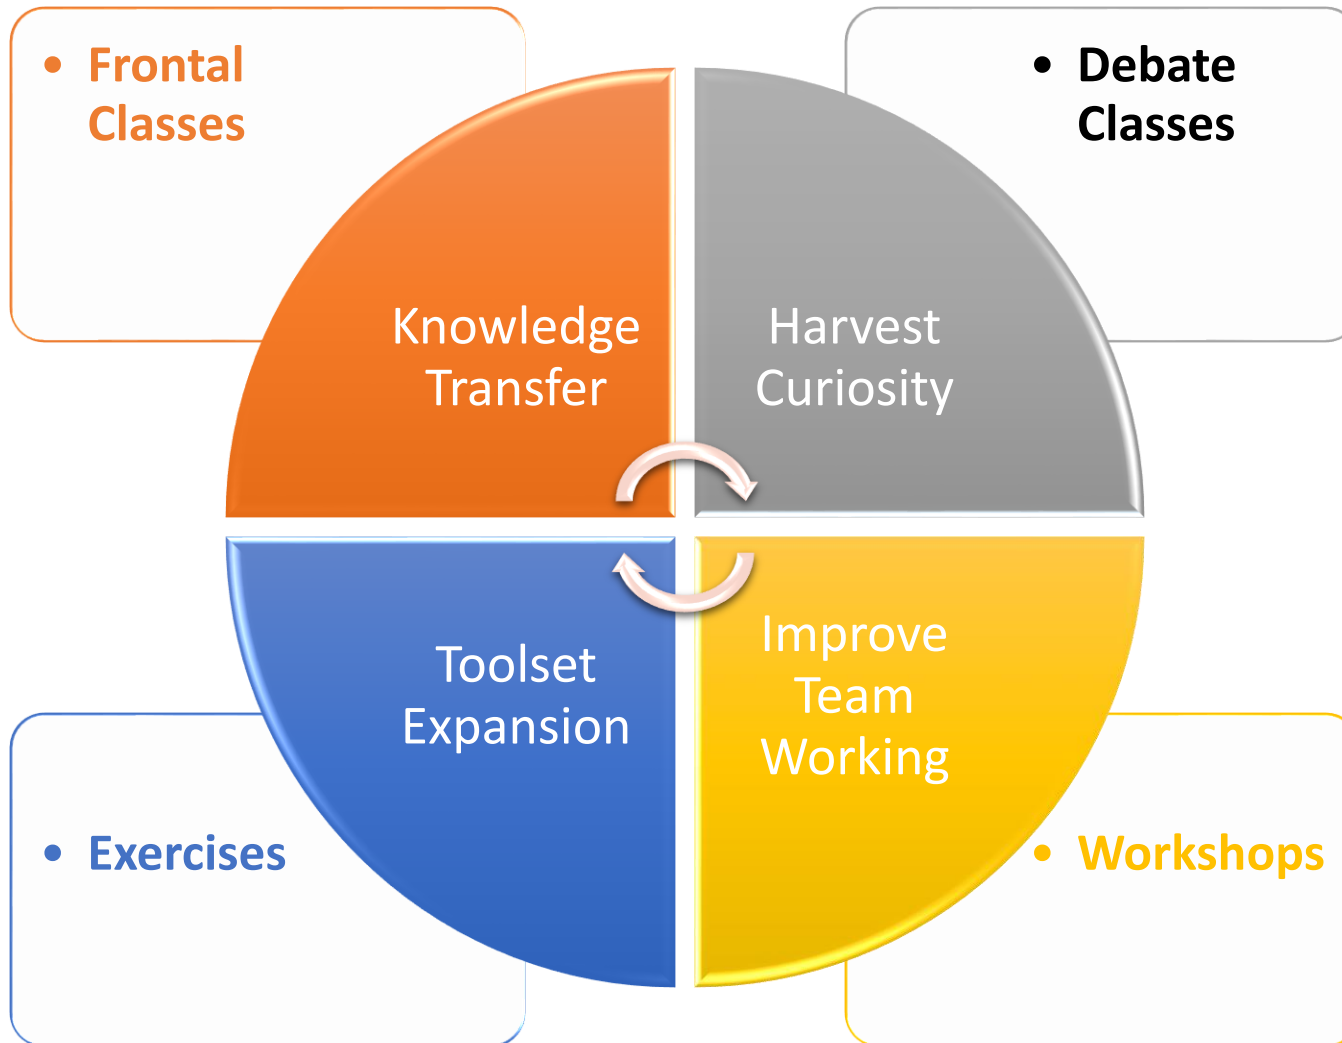 • Frontal
Classes
• Debate
Classes
Knowledge
Transfer
Harvest
Curiosity
Toolset
Expansion
Improve
Team
Working
• Exercises
• Workshops